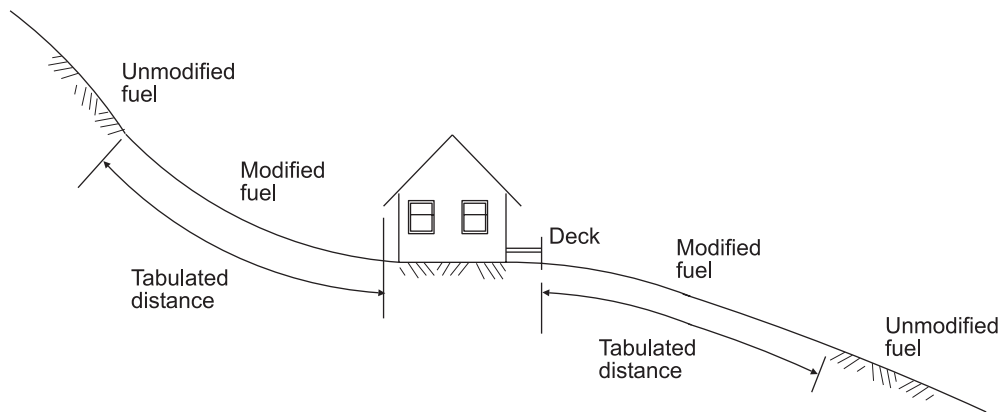 Unmodified
fuel
Modified
fuel
Tabulated
distance
Deck
Modified
fuel
Tabulated
distance
Unmodified
fuel